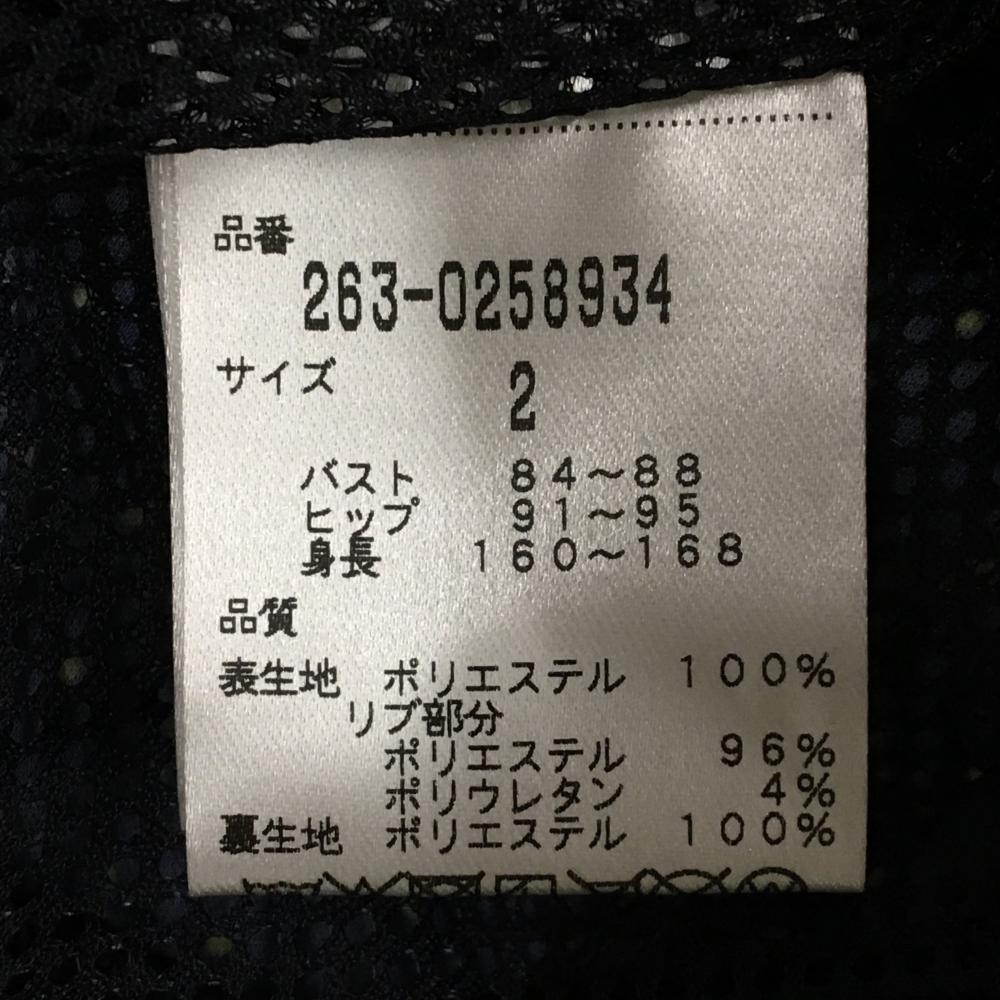 品番
263-0258934
サイズ 2
バスト 84~88
ヒップ 91~95
身長 160~168
品質
表生地 ポリエステル 100%
リブ部分
ポリエステル 96%
ポリウレタン 4%
裏生地 ポリエステル 100%